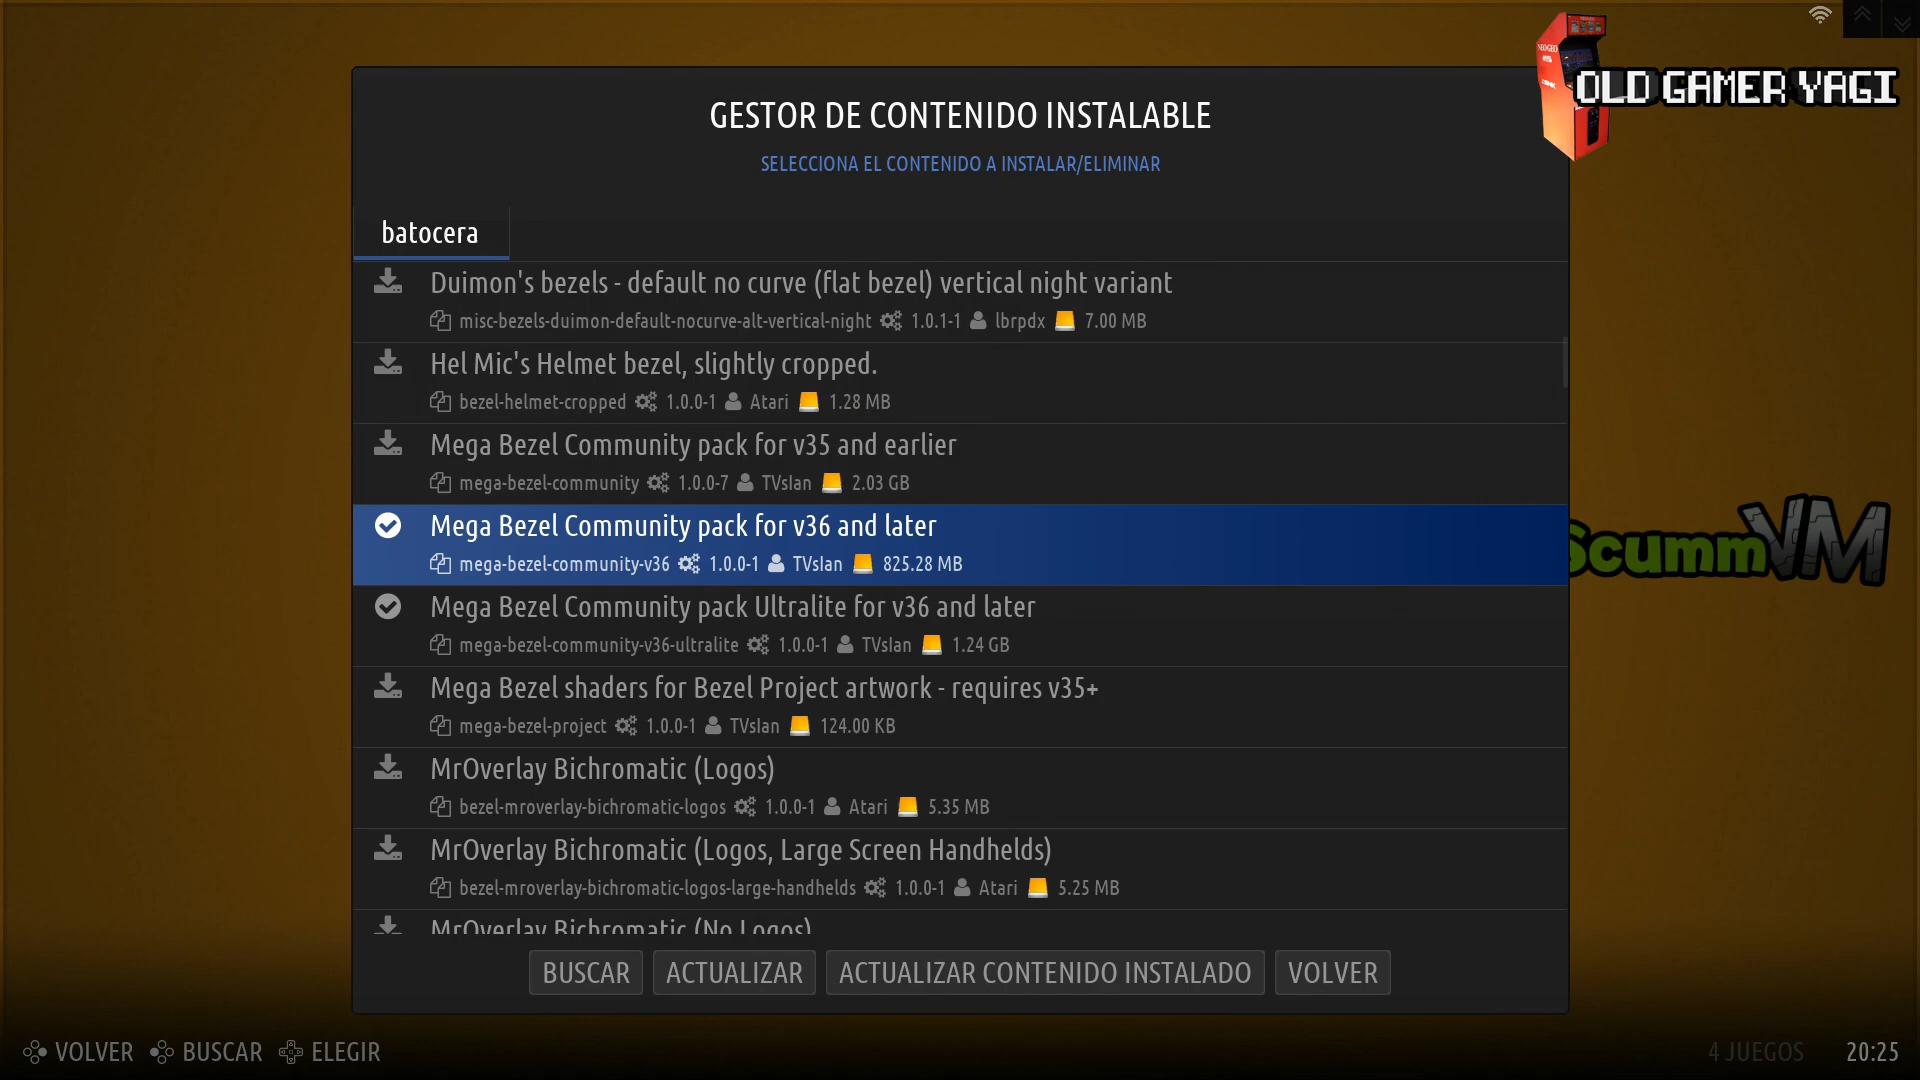 OLD GAMER YAGI
GESTOR DE CONTENIDO INSTALABLE
SELECCIONA EL CONTENIDO A INSTALAR/ELIMINAR
batocera
Duimon's bezels - default no curve (flat bezel) vertical night variant
misc-bezels-duimon-default-nocurve-alt-vertical-night 1.0.1-1 lbrpdx 7.00 MB
Hel Mic's Helmet bezel, slightly cropped.
bezel-helmet-cropped 1.0.0-1 Atari 1.28 MB
Mega Bezel Community pack for v35 and earlier
mega-bezel-community 1.0.0-7 TVsIan 2.03 GB
Mega Bezel Community pack for v36 and later
mega-bezel-community-v36 1.0.0-1 TVsIan 825.28 MB
ScummVM
Mega Bezel Community pack Ultralite for v36 and later
mega-bezel-community-v36-ultralite 1.0.0-1 TVsIan 1.24 GB
Mega Bezel shaders for Bezel Project artwork - requires v35+
mega-bezel-project 1.0.0-1 TVsIan 124.00 KB
MrOverlay Bichromatic (Logos)
bezel-mroverlay-bichromatic-logos 1.0.0-1 Atari 5.35 MB
MrOverlay Bichromatic (Logos, Large Screen Handhelds)
bezel-mroverlay-bichromatic-logos-large-handhelds 1.0.0-1 Atari 5.25 MB
MrOverlay Bichromatic (No Logos)
BUSCAR ACTUALIZAR ACTUALIZAR CONTENIDO INSTALADO VOLVER
VOLVER BUSCAR ELEGIR 4 JUEGOS 20:25